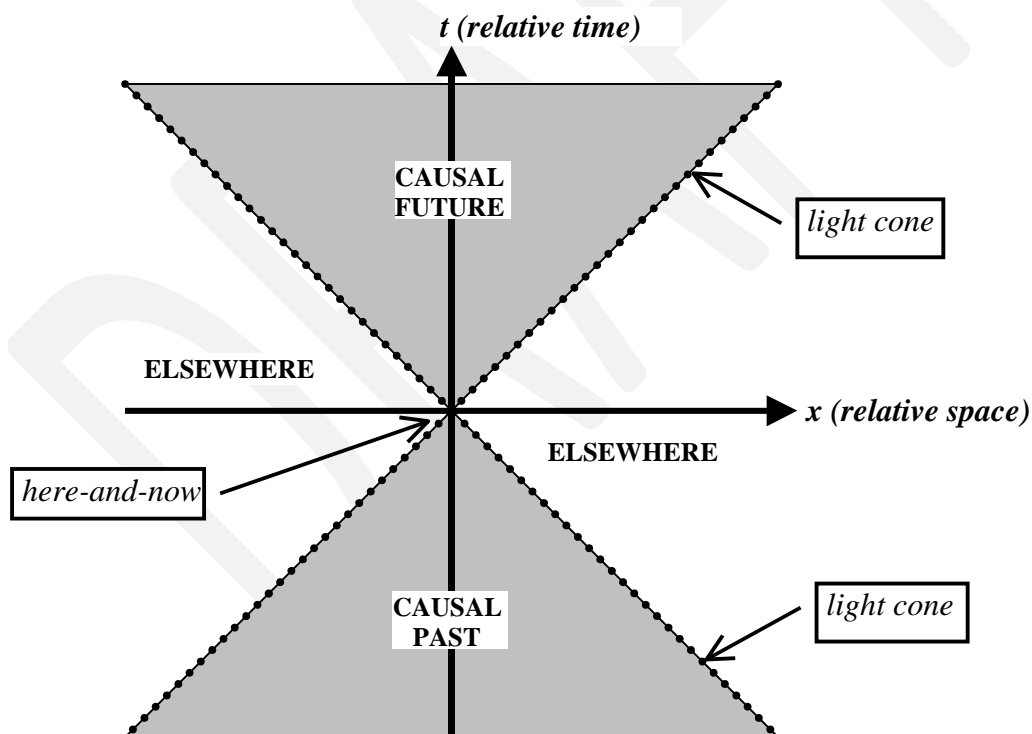 t (relative time)
CAUSAL
FUTURE
light cone
ELSEWHERE
x (relative space)
ELSEWHERE
here-and-now
CAUSAL
PAST
light cone